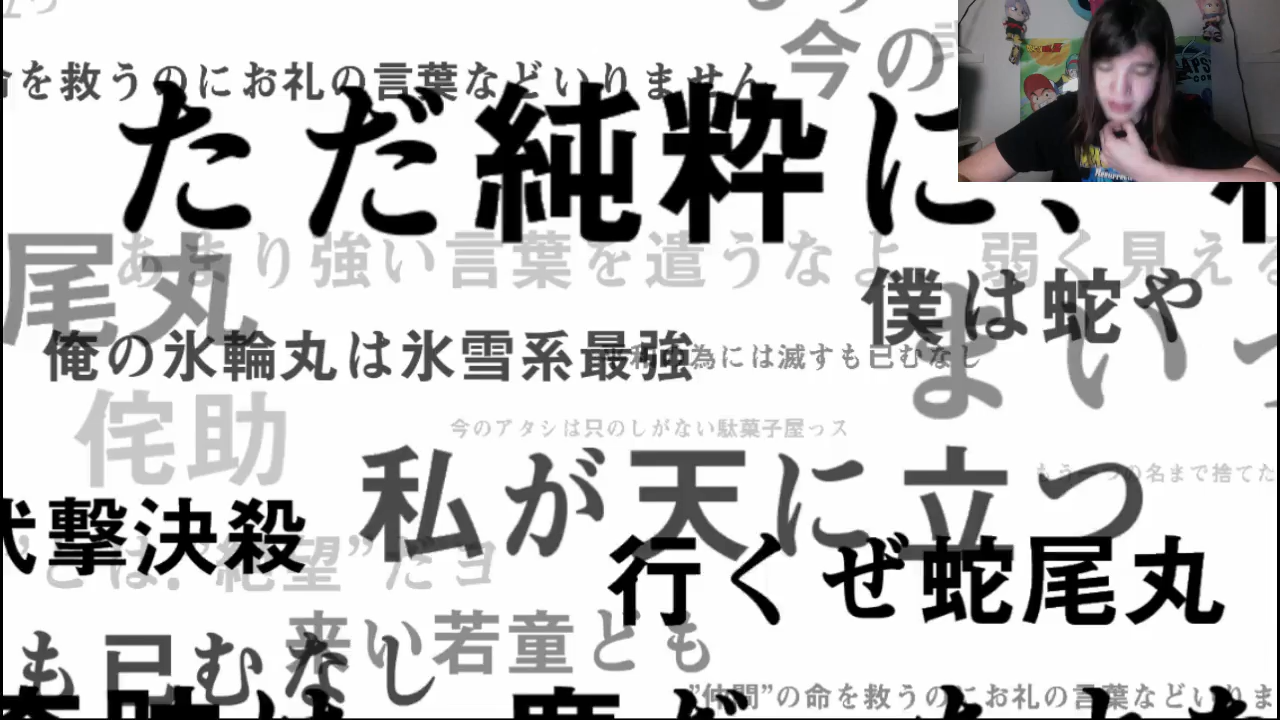 今の
命を救うのにお礼の言葉などいりません
ただ純粋に、
あまり強い言葉を遣うなよ 弱く見える
尾丸
僕は蛇や
まいっ
俺の氷輪丸は氷雪系最強
為には滅すも已むなし
侘助
今のアタシは只のしがない駄菓子屋っス
私が天に立つ
の名まで捨てた
撃決殺
とは、“絶望”だヨ
行くぜ蛇尾丸
来い若童とも
も已むなし
”仲間”の命を救うのにお礼の言葉などいりま